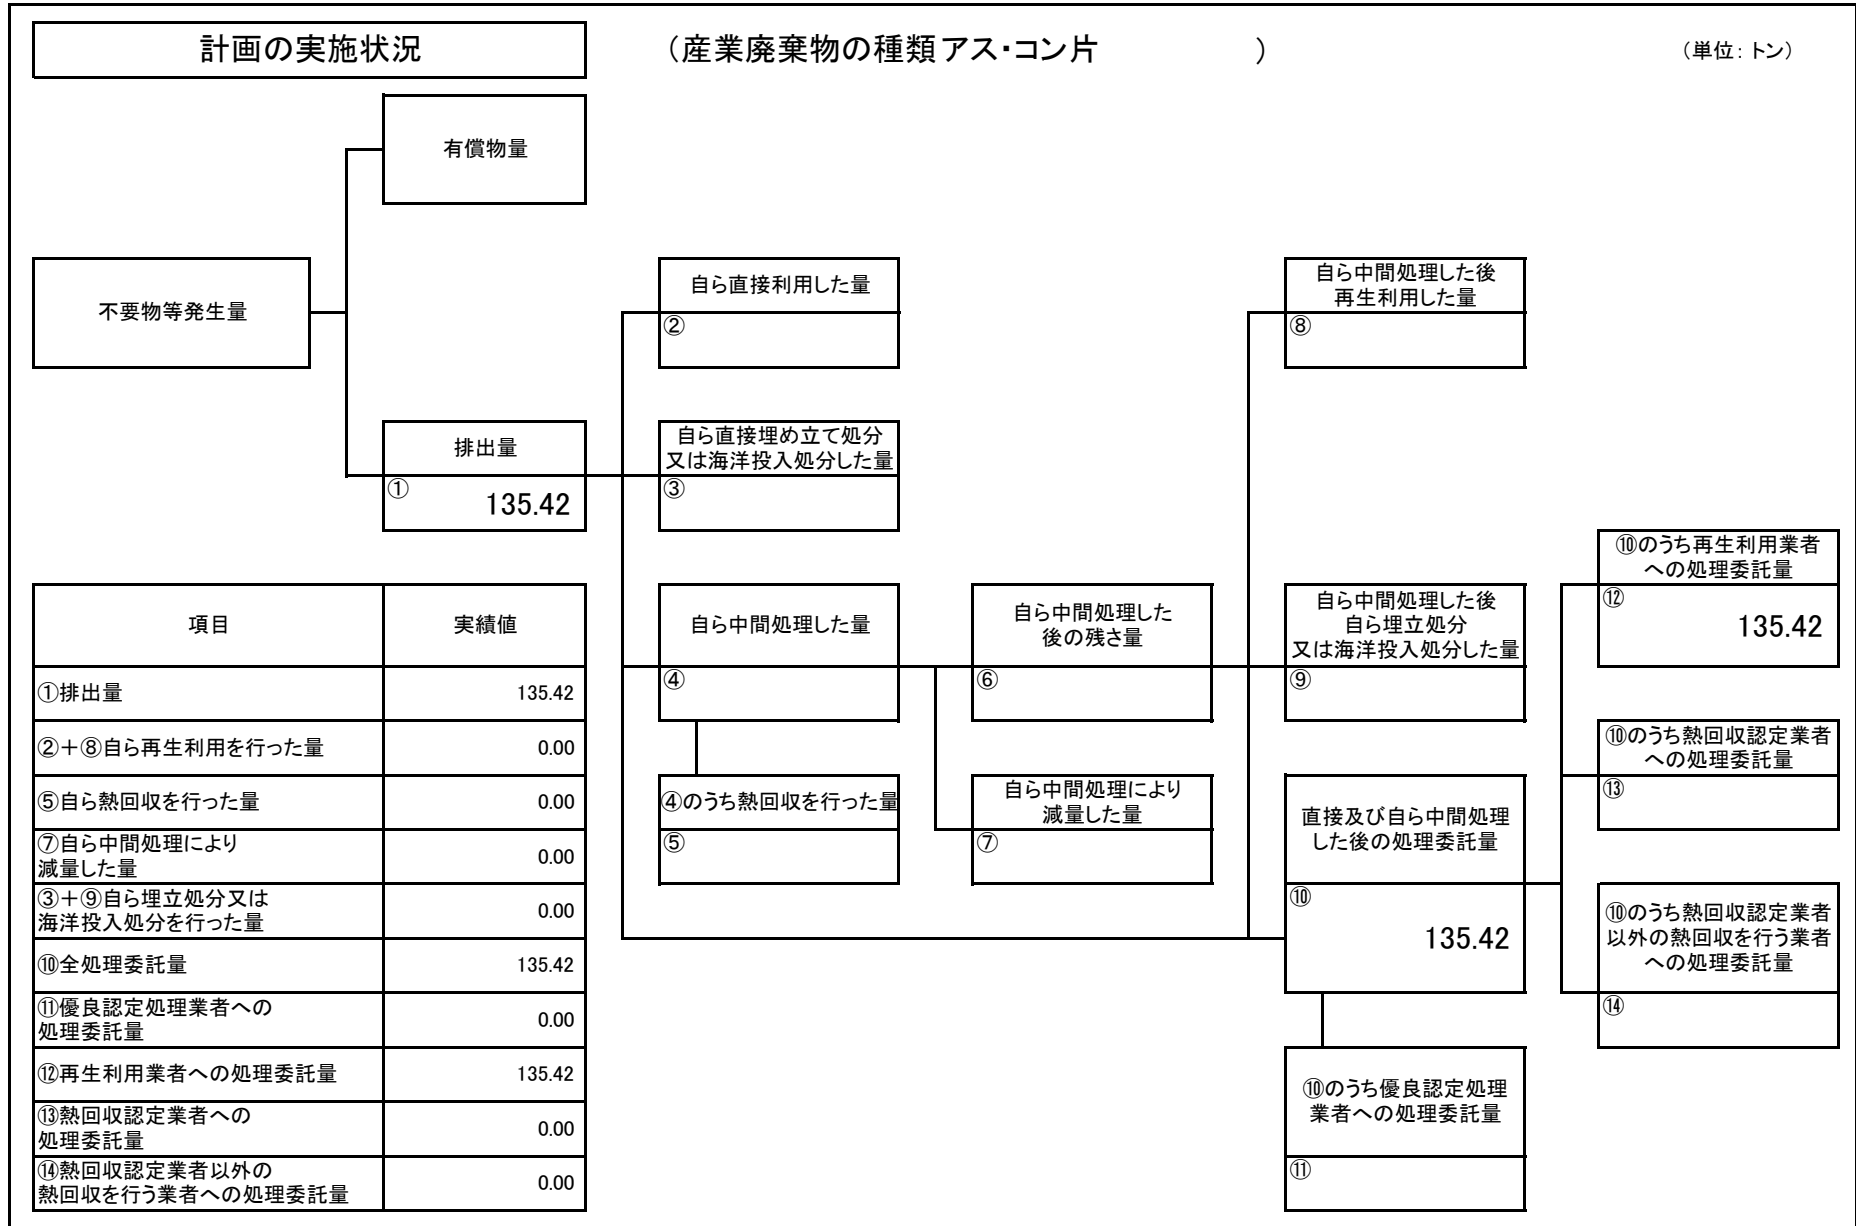 計画の実施状況
（産業廃棄物の種類アス・コン片　　　　）
（単位：トン）
有償物量
不要物等発生量
自ら直接利用した量
②
自ら中間処理した後
再生利用した量
⑧
排出量
①
135.42
自ら直接埋め立て処分
又は海洋投入処分した量
③
⑩のうち再生利用業者
への処理委託量
⑫
135.42
自ら中間処理した量
④
自ら中間処理した
後の残さ量
⑥
自ら中間処理した後
自ら埋立処分
又は海洋投入処分した量
⑨
⑩のうち熱回収認定業者
への処理委託量
⑬
④のうち熱回収を行った量
⑤
自ら中間処理により
減量した量
⑦
直接及び自ら中間処理
した後の処理委託量
⑩
135.42
⑩のうち熱回収認定業者
以外の熱回収を行う業者
への処理委託量
⑭
⑩のうち優良認定処理
業者への処理委託量
⑪
項目 実績値
①排出量 135.42
②＋⑧自ら再生利用を行った量 0.00
⑤自ら熱回収を行った量 0.00
⑦自ら中間処理により
減量した量 0.00
③＋⑨自ら埋立処分又は
海洋投入処分を行った量 0.00
⑩全処理委託量 135.42
⑪優良認定処理業者への
処理委託量 0.00
⑫再生利用業者への処理委託量 135.42
⑬熱回収認定業者への
処理委託量 0.00
⑭熱回収認定業者以外の
熱回収を行う業者への処理委託量 0.00